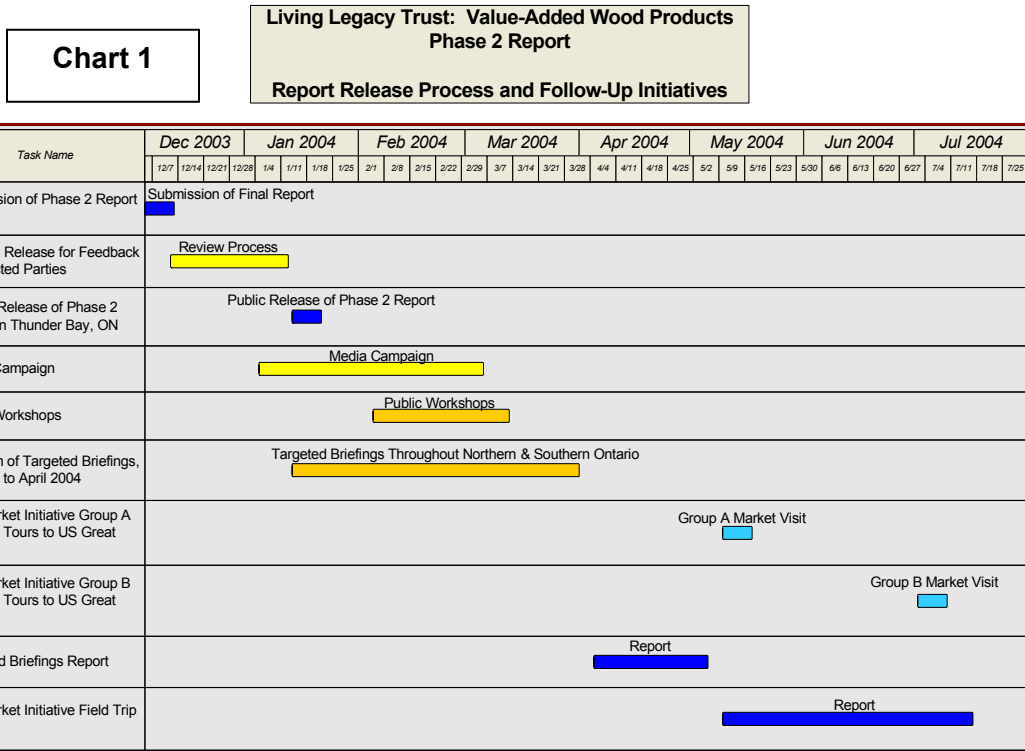 Chart 1
Living Legacy Trust: Value-Added Wood Products
Phase 2 Report
Report Release Process and Follow-Up Initiatives
Task Name
Dec 2003 Jan 2004 Feb 2004 Mar 2004 Apr 2004 May 2004 Jun 2004 Jul 2004
12/7 12/14 12/21 12/28 1/4 1/11 1/18 1/25 2/1 2/8 2/15 2/22 2/29 3/7 3/14 3/21 3/28 4/4 4/11 4/18 4/25 5/2 5/9 5/16 5/23 5/30 6/6 6/13 6/20 6/27 7/4 7/11 7/18 7/25
sion of Phase 2 Report
Submission of Final Report
Release for Feedback
ted Parties
Review Process
Release of Phase 2
n Thunder Bay, ON
Public Release of Phase 2 Report
Campaign
Media Campaign
Workshops
Public Workshops
n of Targeted Briefings,
to April 2004
Targeted Briefings Throughout Northern & Southern Ontario
ket Initiative Group A
Tours to US Great
Group A Market Visit
ket Initiative Group B
Tours to US Great
Group B Market Visit
d Briefings Report
Report
ket Initiative Field Trip
Report